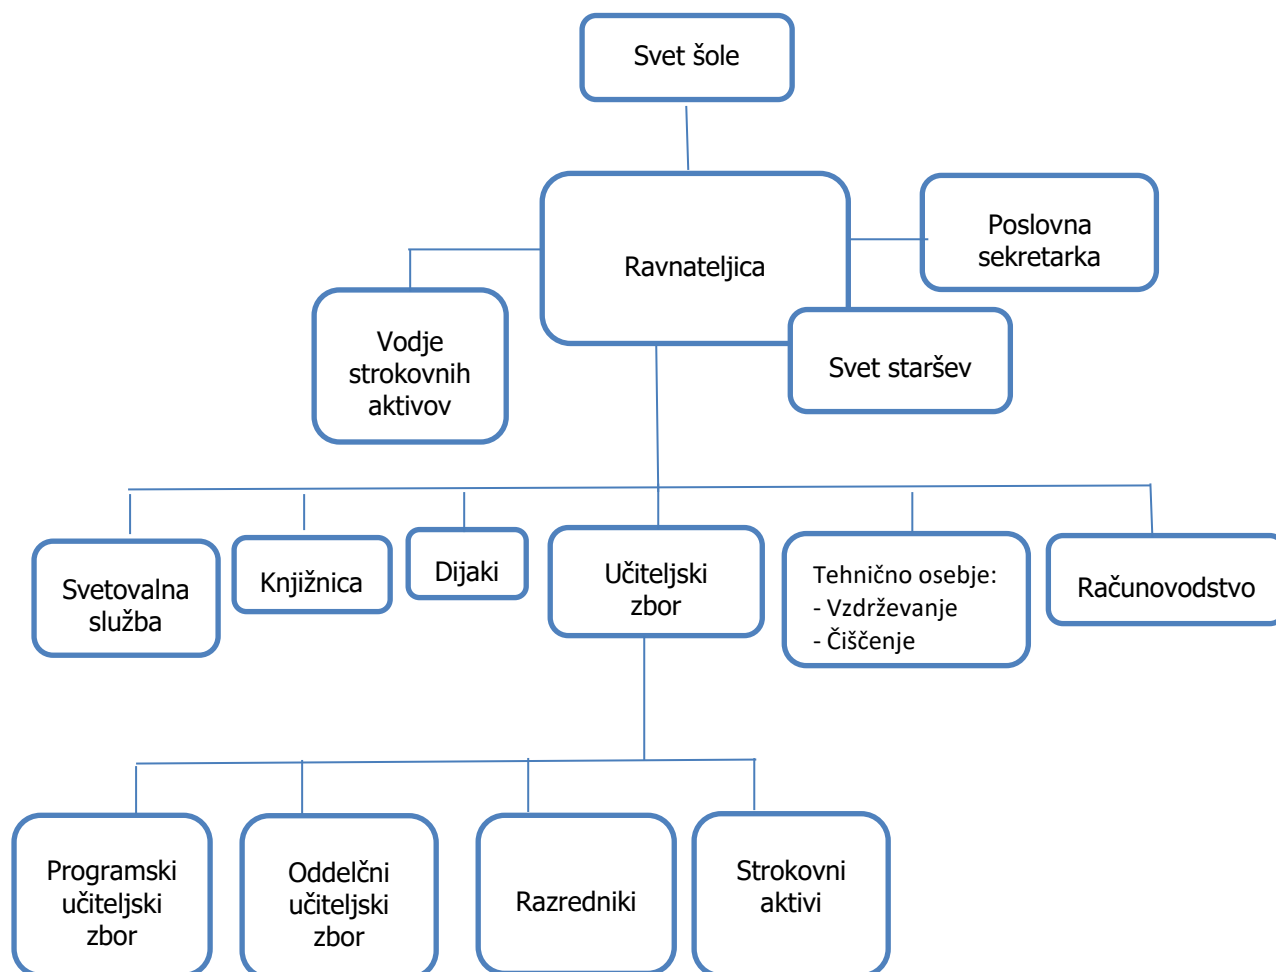 Svet šole
Poslovna
sekretarka
Ravnateljica
Vodje
strokovnih
aktivov
Svet staršev
Svetovalna
služba
Knjižnica
Dijaki
Učiteljski
zbor
Tehnično osebje:
- Vzdrževanje
- Čiščenje
Računovodstvo
Programski
učiteljski
zbor
Oddelčni
učiteljski
zbor
Razredniki
Strokovni
aktivi